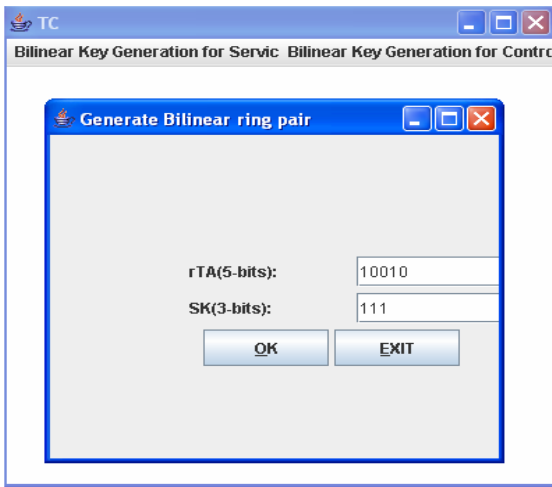 TC
Bilinear Key Generation for Servic Bilinear Key Generation for Contro
Generate Bilinear ring pair
rTA(5-bits): 10010
SK(3-bits): 111
OK EXIT